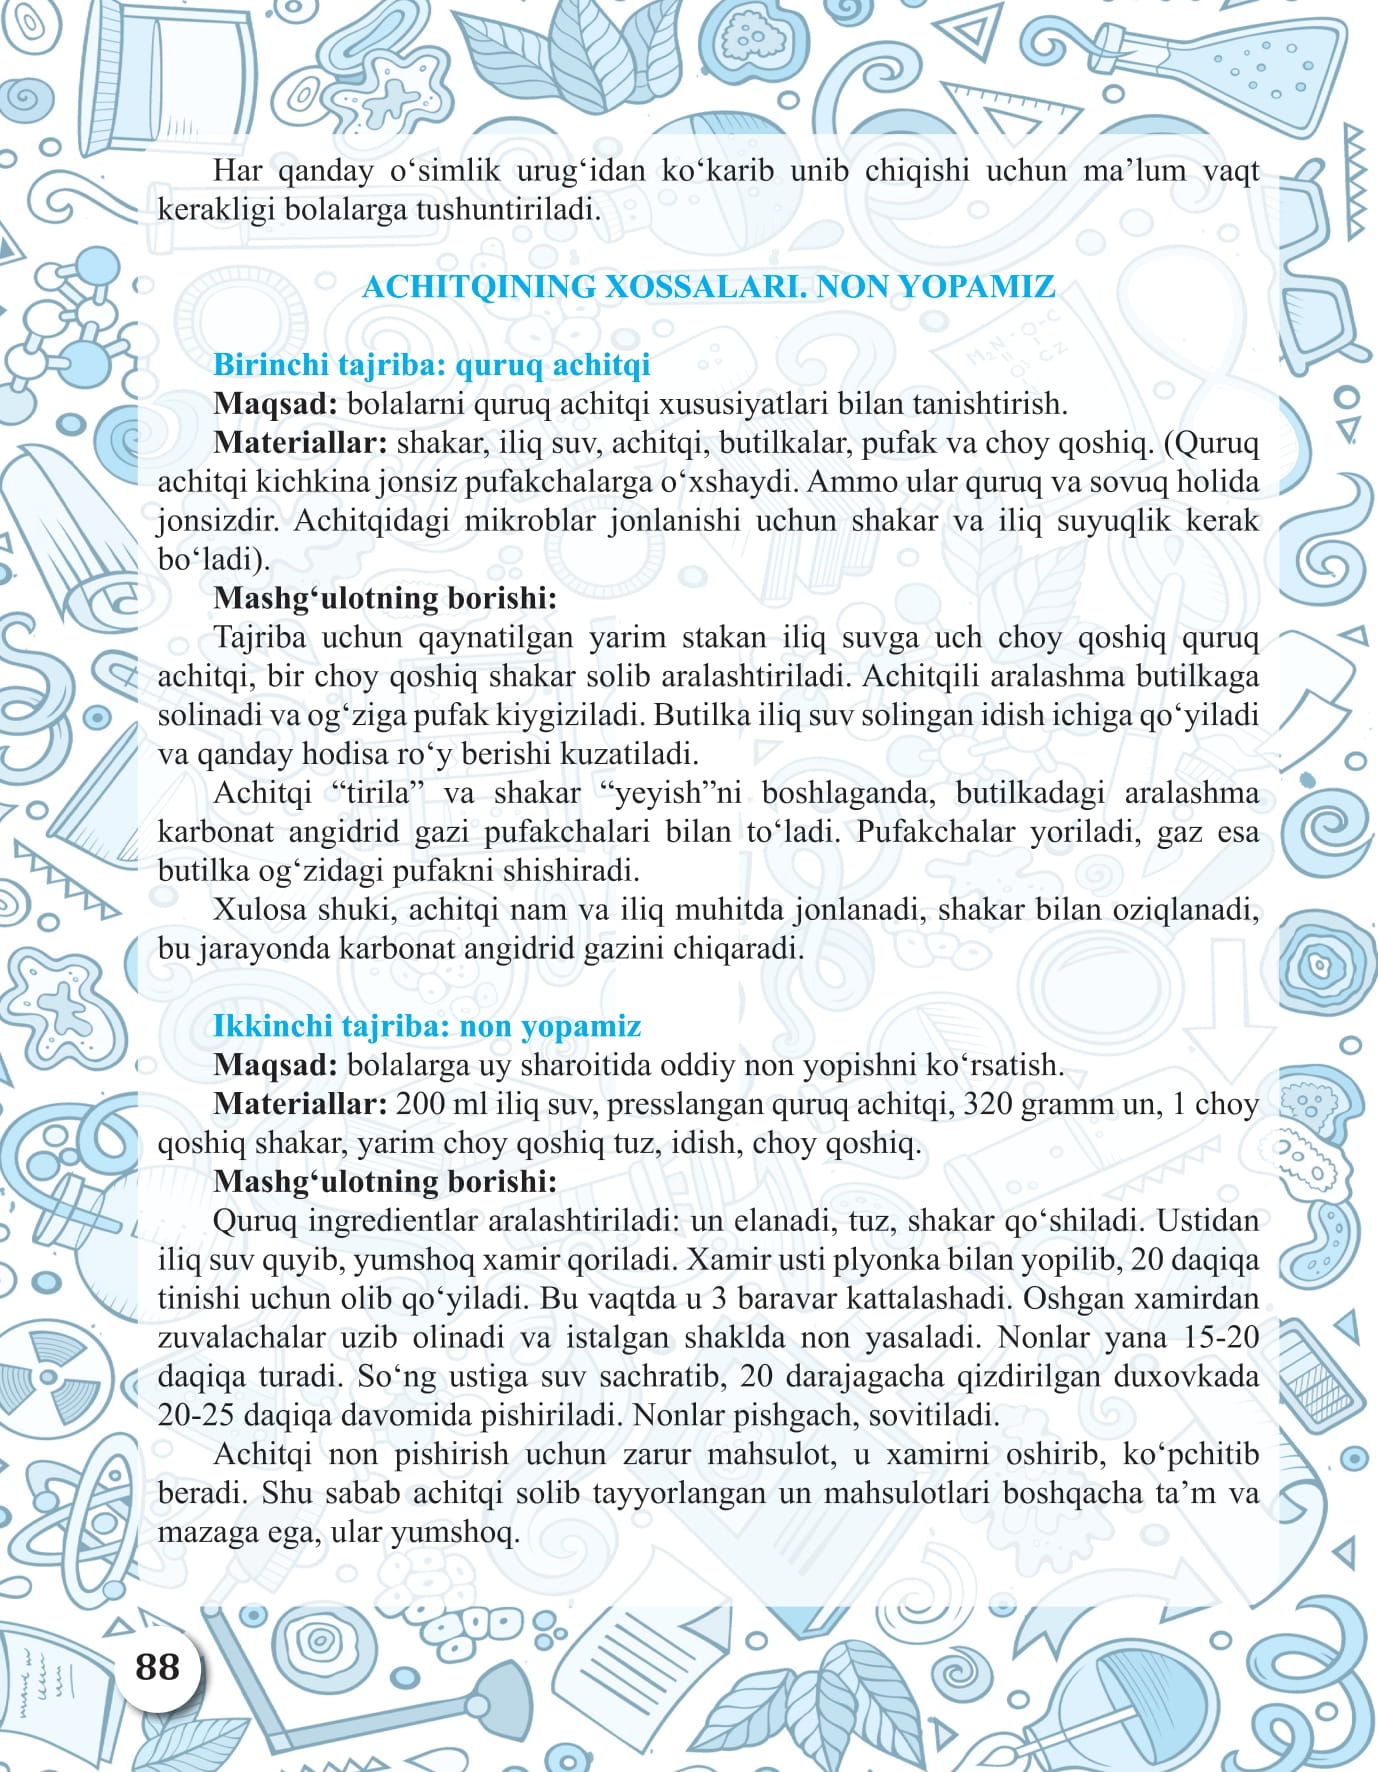 Har qanday o‘simlik urug‘idan ko‘karib unib chiqishi uchun ma’lum vaqt
kerakligi bolalarga tushuntiriladi.
ACHITQINING XOSSALARI. NON YOPAMIZ
Birinchi tajriba: quruq achitqi
Maqsad: bolalarni quruq achitqi xususiyatlari bilan tanishtirish.
Materiallar: shakar, iliq suv, achitqi, butilkalar, pufak va choy qoshiq. (Quruq
achitqi kichkina jonsiz pufakchalarga o‘xshaydi. Ammo ular quruq va sovuq holida
jonsizdir. Achitqidagi mikroblar jonlanishi uchun shakar va iliq suyuqlik kerak
bo‘ladi).
Mashg‘ulotning borishi:
Tajriba uchun qaynatilgan yarim stakan iliq suvga uch choy qoshiq quruq
achitqi, bir choy qoshiq shakar solib aralashtiriladi. Achitqili aralashma butilkaga
solinadi va og‘ziga pufak kiygiziladi. Butilka iliq suv solingan idish ichiga qo‘yiladi
va qanday hodisa ro‘y berishi kuzatiladi.
Achitqi “tirila” va shakar “yeyish”ni boshlaganda, butilkadagi aralashma
karbonat angidrid gazi pufakchalari bilan to‘ladi. Pufakchalar yoriladi, gaz esa
butilka og‘zidagi pufakni shishiradi.
Xulosa shuki, achitqi nam va iliq muhitda jonlanadi, shakar bilan oziqlanadi,
bu jarayonda karbonat angidrid gazini chiqaradi.
Ikkinchi tajriba: non yopamiz
Maqsad: bolalarga uy sharoitida oddiy non yopishni ko‘rsatish.
Materiallar: 200 ml iliq suv, presslangan quruq achitqi, 320 gramm un, 1 choy
qoshiq shakar, yarim choy qoshiq tuz, idish, choy qoshiq.
Mashg‘ulotning borishi:
Quruq ingredientlar aralashtiriladi: un elanadi, tuz, shakar qo‘shiladi. Ustidan
iliq suv quyib, yumshoq xamir qoriladi. Xamir usti plyonka bilan yopilib, 20 daqiqa
tinishi uchun olib qo‘yiladi. Bu vaqtda u 3 baravar kattalashadi. Oshgan xamirdan
zuvalachalar uzib olinadi va istalgan shaklda non yasaladi. Nonlar yana 15-20
daqiqa turadi. So‘ng ustiga suv sachratib, 20 darajagacha qizdirilgan duxovkada
20-25 daqiqa davomida pishiriladi. Nonlar pishgach, sovitiladi.
Achitqi non pishirish uchun zarur mahsulot, u xamirni oshirib, ko‘pchitib
beradi. Shu sabab achitqi solib tayyorlangan un mahsulotlari boshqacha ta’m va
mazaga ega, ular yumshoq.
88